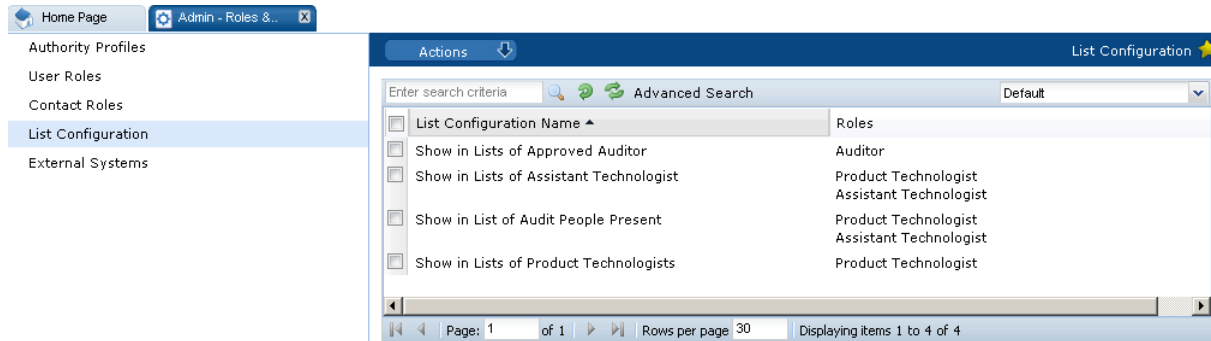 Home Page
Admin - Roles &..
Authority Profiles
User Roles
Contact Roles
List Configuration
External Systems
Actions
List Configuration
Enter search criteria
Advanced Search
Default
List Configuration Name
Roles
Show in Lists of Approved Auditor
Auditor
Show in Lists of Assistant Technologist
Product Technologist
Assistant Technologist
Show in List of Audit People Present
Product Technologist
Assistant Technologist
Show in Lists of Product Technologists
Product Technologist
Page: 1 of 1
Rows per page 30
Displaying items 1 to 4 of 4